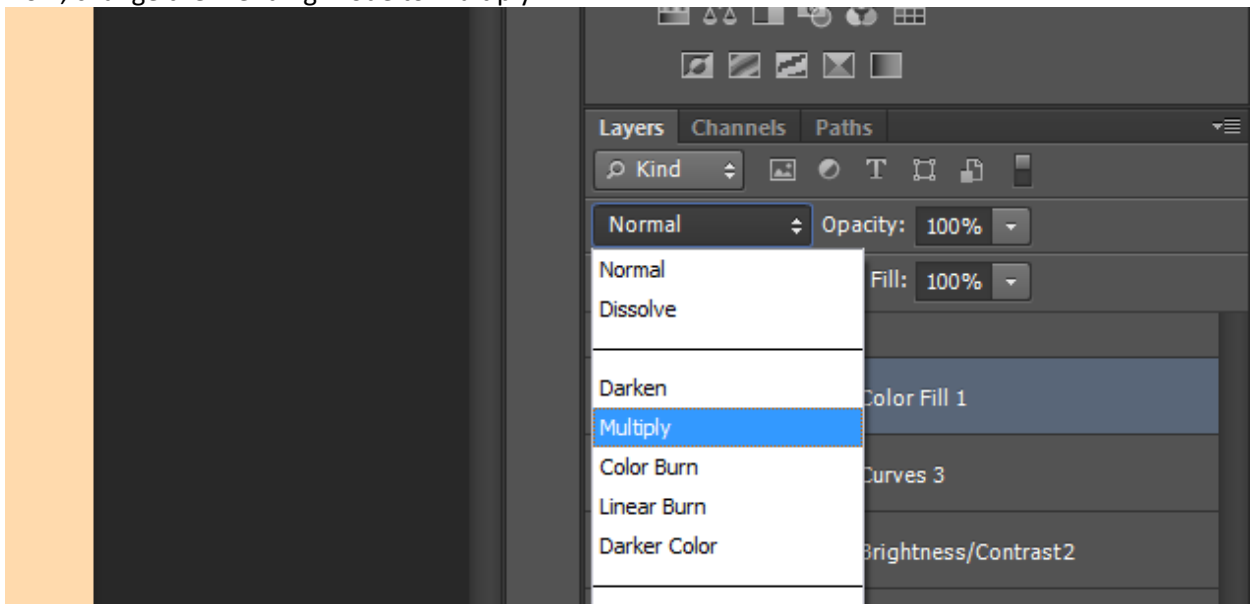 Layers Channels Paths
Kind T
Normal Opacity: 100%
Normal Fill: 100%
Dissolve
Darken
Color Fill 1
Multiply
Color Burn
Curves 3
Linear Burn
Darker Color
Brightness/Contrast2